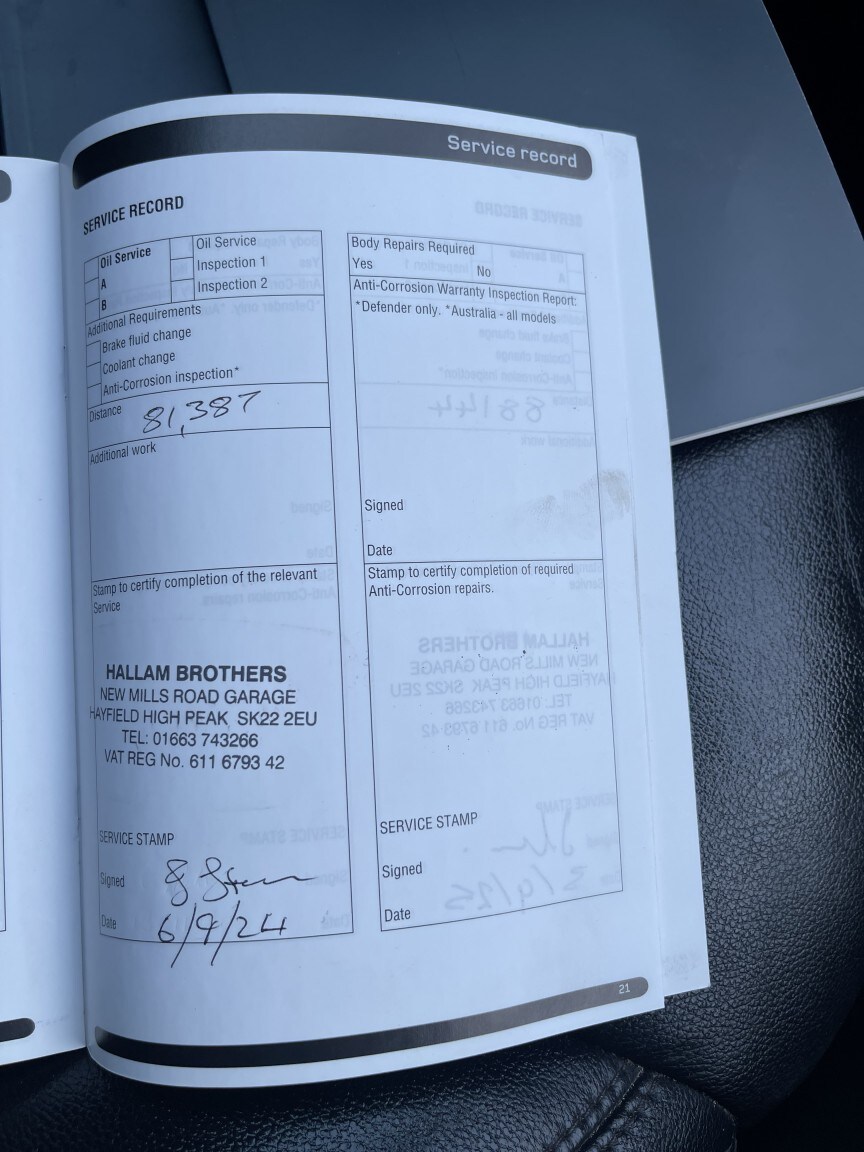 Service record
SERVICE RECORD
Oil Service
A
B
Oil Service
Inspection 1
Inspection 2
Additional Requirements
Brake fluid change
Coolant change
Anti-Corrosion inspection*
Distance 81,387
Additional work
Stamp to certify completion of the relevant
Service
HALLAM BROTHERS
NEW MILLS ROAD GARAGE
HAYFIELD HIGH PEAK SK22 2EU
TEL: 01663 743266
VAT REG No. 611 6793 42
SERVICE STAMP
Signed
Date 6/9/24
Body Repairs Required
Yes No
Anti-Corrosion Warranty Inspection Report:
*Defender only. *Australia - all models
Signed
Date
Stamp to certify completion of required
Anti-Corrosion repairs.
SERVICE STAMP
Signed
Date
21